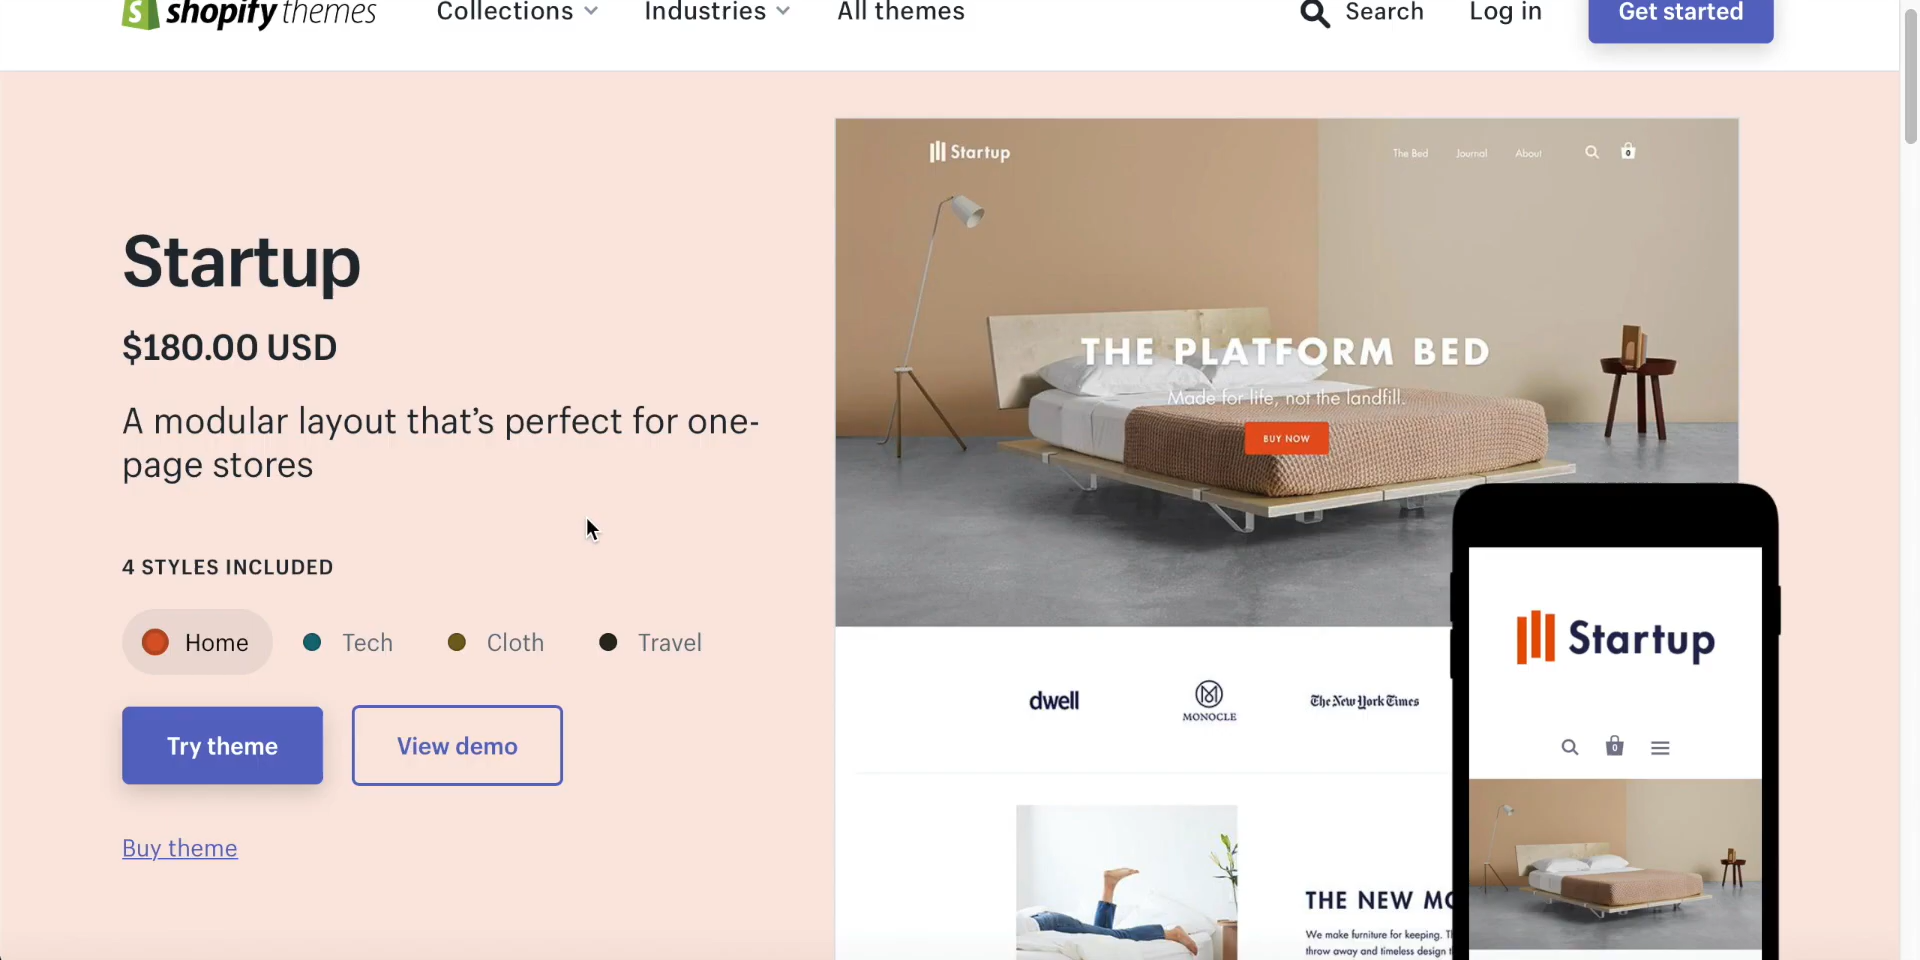 shopify themes
Collections
Industries
All themes
Search
Log in
Get started
Startup
$180.00 USD
A modular layout that's perfect for one-
page stores
4 STYLES INCLUDED
Home
Tech
Cloth
Travel
Try theme
View demo
Buy theme
Startup
The Bed
Journal
About
0
THE PLATFORM BED
Made for life, not the landfill.
BUY NOW
dwell
MONOCLE
The New York Times
THE NEW MO
We make furniture for keeping. T
throw away and timeless design t
Startup
0